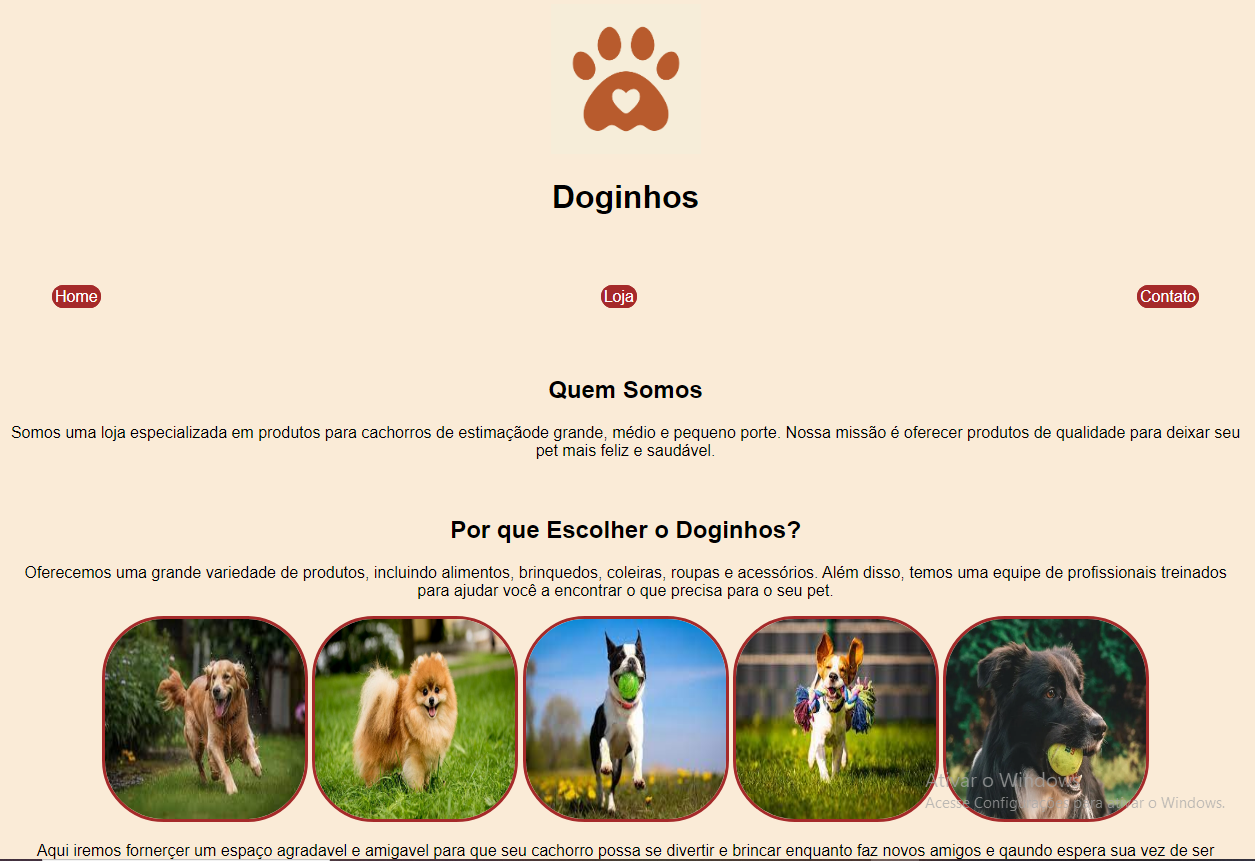 Doginhos
Home
Loja
Contato
Quem Somos
Somos uma loja especializada em produtos para cachorros de estimaçãode grande, médio e pequeno porte. Nossa missão é oferecer produtos de qualidade para deixar seu
pet mais feliz e saudável.
Por que Escolher o Doginhos?
Oferecemos uma grande variedade de produtos, incluindo alimentos, brinquedos, coleiras, roupas e acessórios. Além disso, temos uma equipe de profissionais treinados
para ajudar você a encontrar o que precisa para o seu pet.
Ativar o Windows
Acesse Configurações para ativar o Windows.
Aqui iremos fornerçer um espaço agradavel e amigavel para que seu cachorro possa se divertir e brincar enquanto faz novos amigos e qaundo espera sua vez de ser